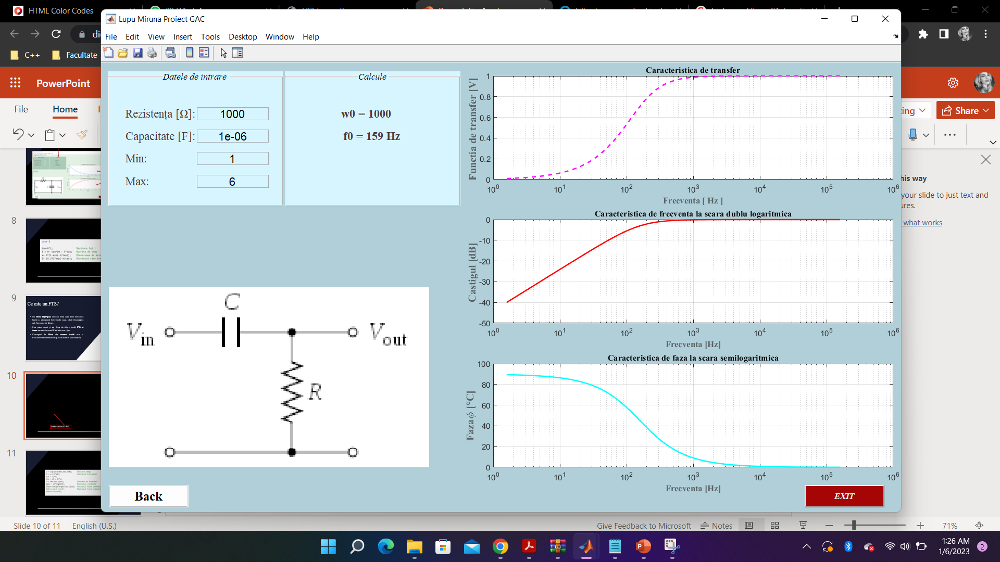 HTML Color Codes
Lupu Miruna Proiect GAC
File Edit View Insert Tools Desktop Window Help
C++
Facultate
PowerPoint
File
Home
Share
Datele de intrare
Rezistența [Ω]: 1000
Capacitate [F]: 1e-06
Min: 1
Max: 6
Calcule
w0 = 1000
f0 = 159 Hz
Caracteristica de transfer
Functia de transfer [V]
1
0.8
0.6
0.4
0.2
0
10^0 10^1 10^2 10^3 10^4 10^5 10^6
Frecventa [ Hz ]
Caracteristica de frecventa la scara dublu logaritmica
Castigul [dB]
0
-10
-20
-30
-40
-50
10^0 10^1 10^2 10^3 10^4 10^5 10^6
Frecventa [Hz]
Caracteristica de faza la scara semilogaritmica
Fazaϕ [°C]
100
80
60
40
20
0
10^0 10^1 10^2 10^3 10^4 10^5 10^6
Frecventa [Hz]
C
Vin
Vout
R
Back
EXIT
8
9
Ce este un FTS?
10
11
way
your slide to just text and
what works
Slide 10 of 11
English (U.S.)
Give Feedback to Microsoft
Notes
71%
1:26 AM
1/6/2023
2